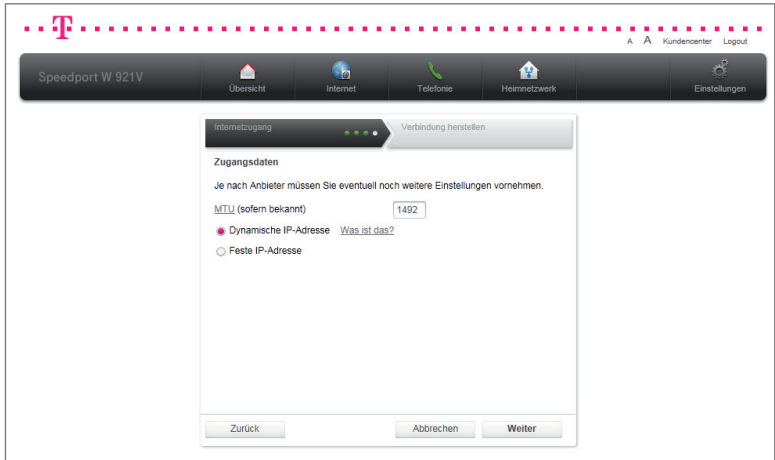 T
A A Kundencenter Logout
Speedport W 921V
Übersicht Internet Telefonie Heimnetzwerk Einstellungen
Internetzugang Verbindung herstellen
Zugangsdaten
Je nach Anbieter müssen Sie eventuell noch weitere Einstellungen vornehmen.
MTU (sofern bekannt) 1492
Dynamische IP-Adresse Was ist das?
Feste IP-Adresse
Zurück Abbrechen Weiter